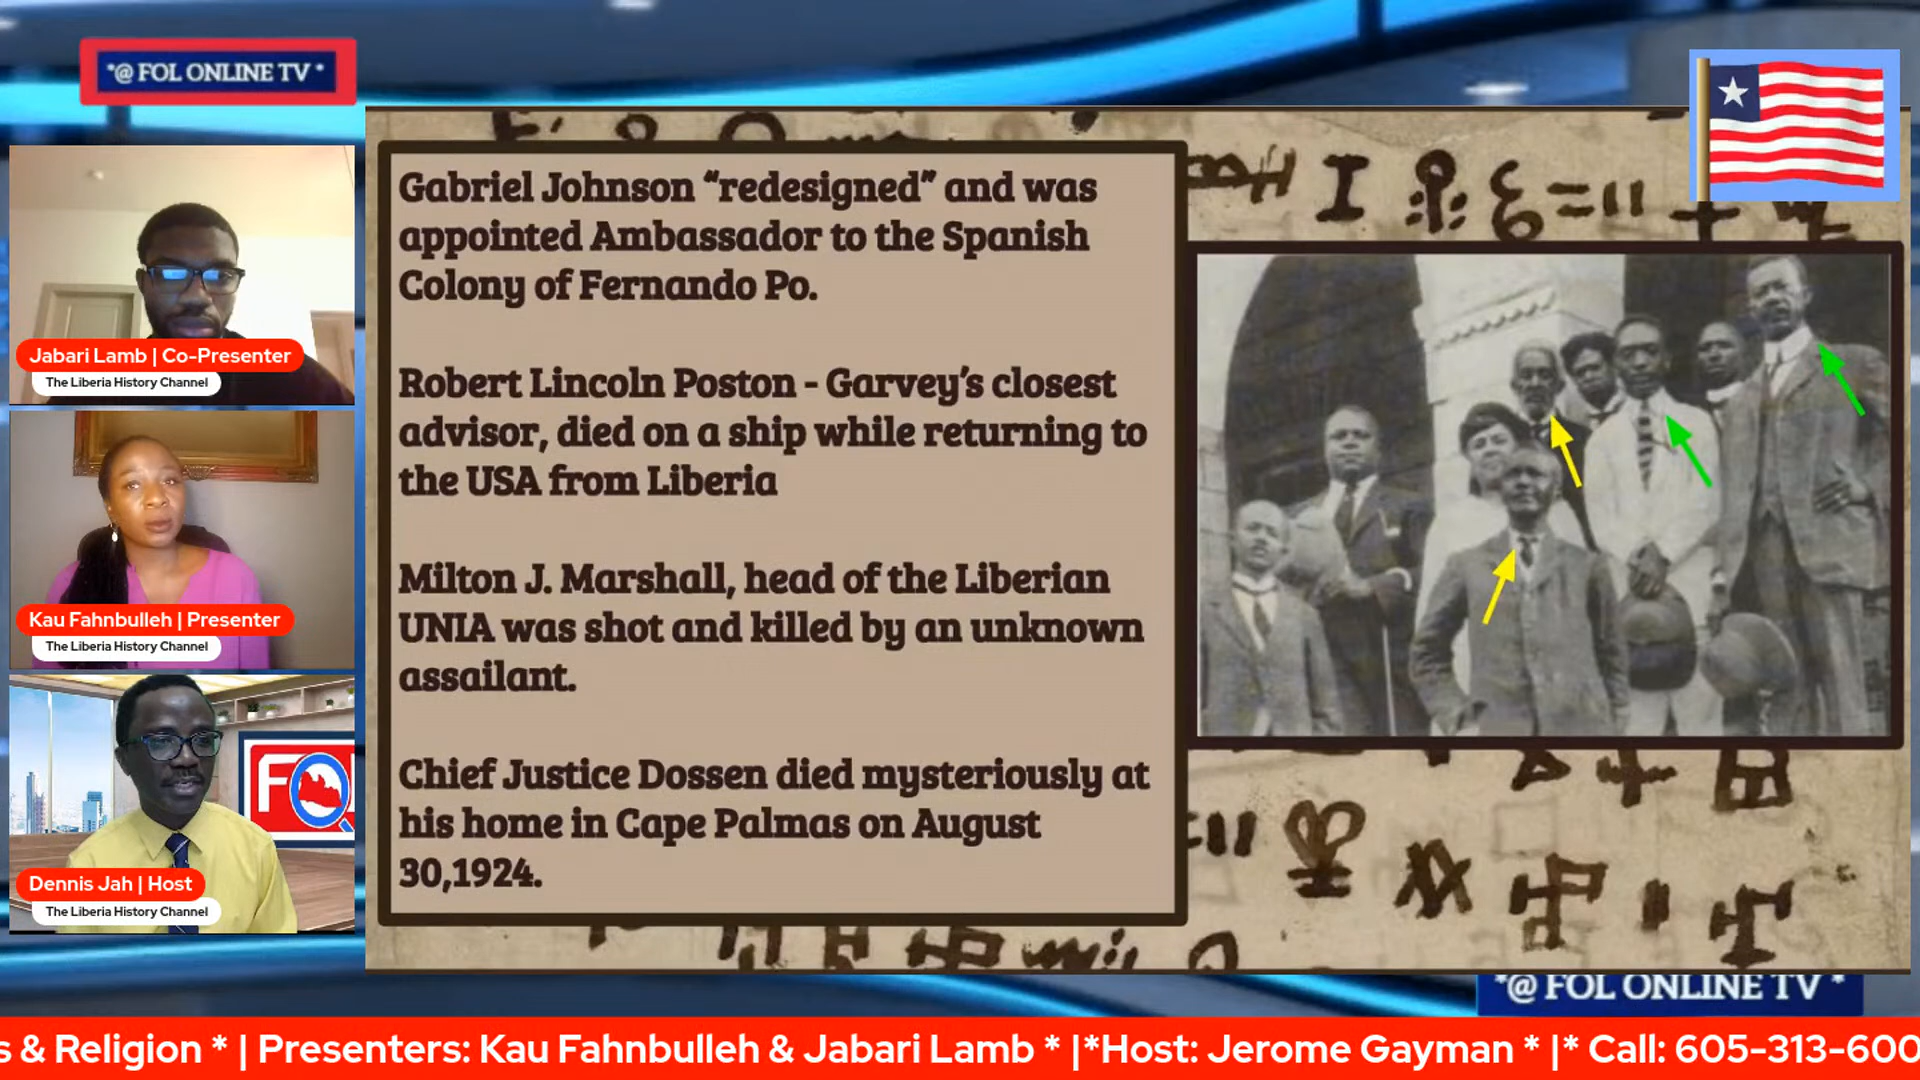 *@ FOL ONLINE TV *
Jabari Lamb | Co-Presenter
The Liberia History Channel
Kau Fahnbulleh | Presenter
The Liberia History Channel
Dennis Jah | Host
The Liberia History Channel
Gabriel Johnson “redesigned” and was
appointed Ambassador to the Spanish
Colony of Fernando Po.
Robert Lincoln Poston - Garvey’s closest
advisor, died on a ship while returning to
the USA from Liberia
Milton J. Marshall, head of the Liberian
UNIA was shot and killed by an unknown
assailant.
Chief Justice Dossen died mysteriously at
his home in Cape Palmas on August
30,1924.
*@ FOL ONLINE TV *
s & Religion * | Presenters: Kau Fahnbulleh & Jabari Lamb * |*Host: Jerome Gayman * |* Call: 605-313-600